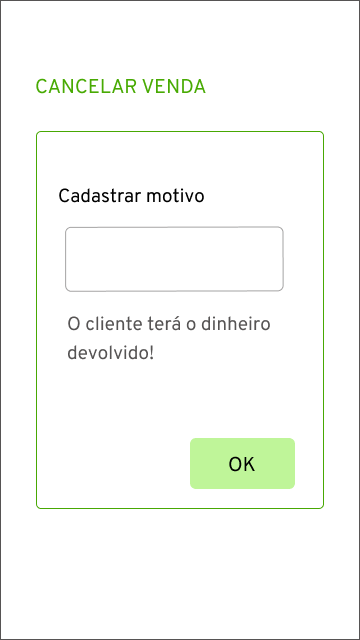 CANCELAR VENDA
Cadastrar motivo
O cliente terá o dinheiro
devolvido!
OK